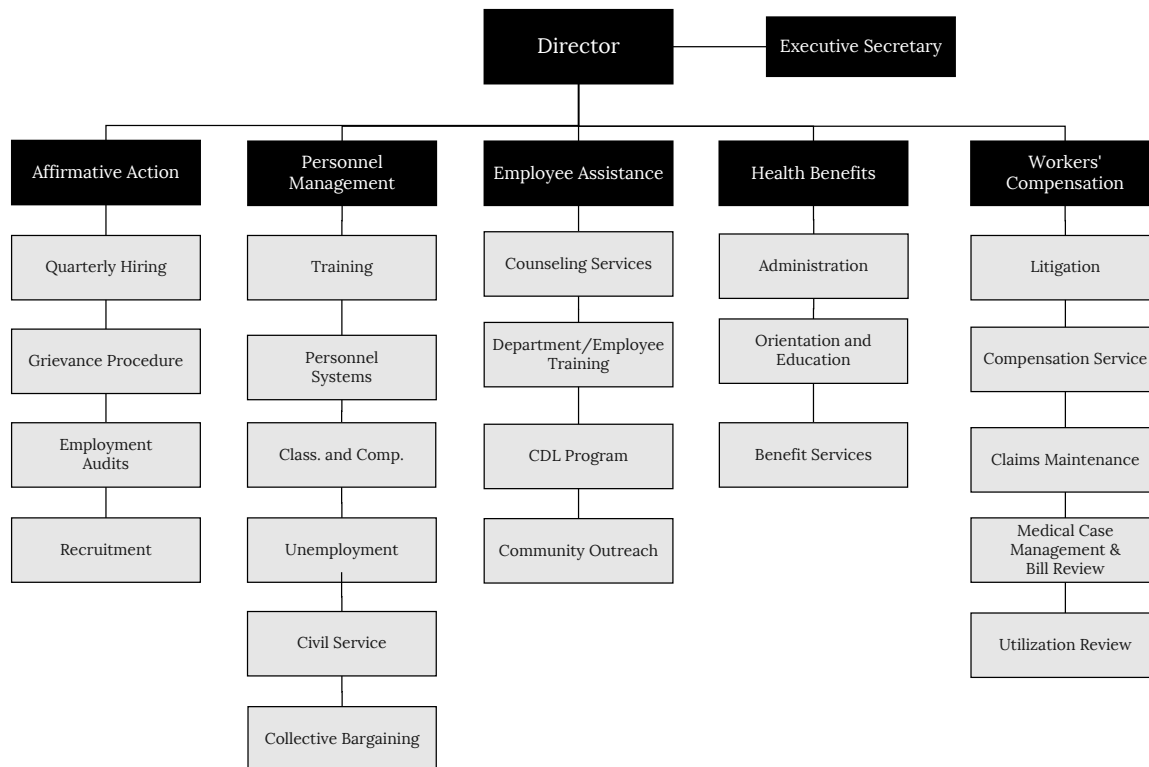 Director
Executive Secretary
Affirmative Action
Personnel
Management
Employee Assistance
Health Benefits
Workers'
Compensation
Quarterly Hiring
Training
Counseling Services
Administration
Litigation
Grievance Procedure
Personnel
Systems
Department/Employee
Training
Orientation and
Education
Compensation Service
Employment
Audits
Class. and Comp.
CDL Program
Benefit Services
Claims Maintenance
Recruitment
Unemployment
Community Outreach
Medical Case
Management &
Bill Review
Civil Service
Utilization Review
Collective Bargaining